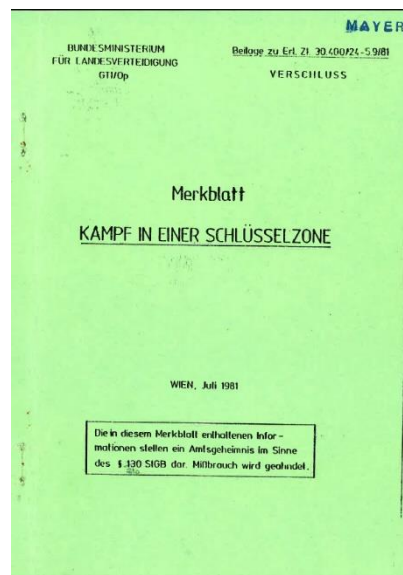 MAYER
BUNDESMINISTERIUM
FÜR LANDESVERTEIDIGUNG
GTI/Op
Beilage zu Erl. Zl. 30.400/24-5.9/81
VERSCHLUSS
Merkblatt
KAMPF IN EINER SCHLÜSSELZONE
WIEN, Juli 1981
Die in diesem Merkblatt enthaltenen Infor-
mationen stellen ein Amtsgeheimnis im Sinne
des § 130 StGB dar. Mißbrauch wird geahndet.